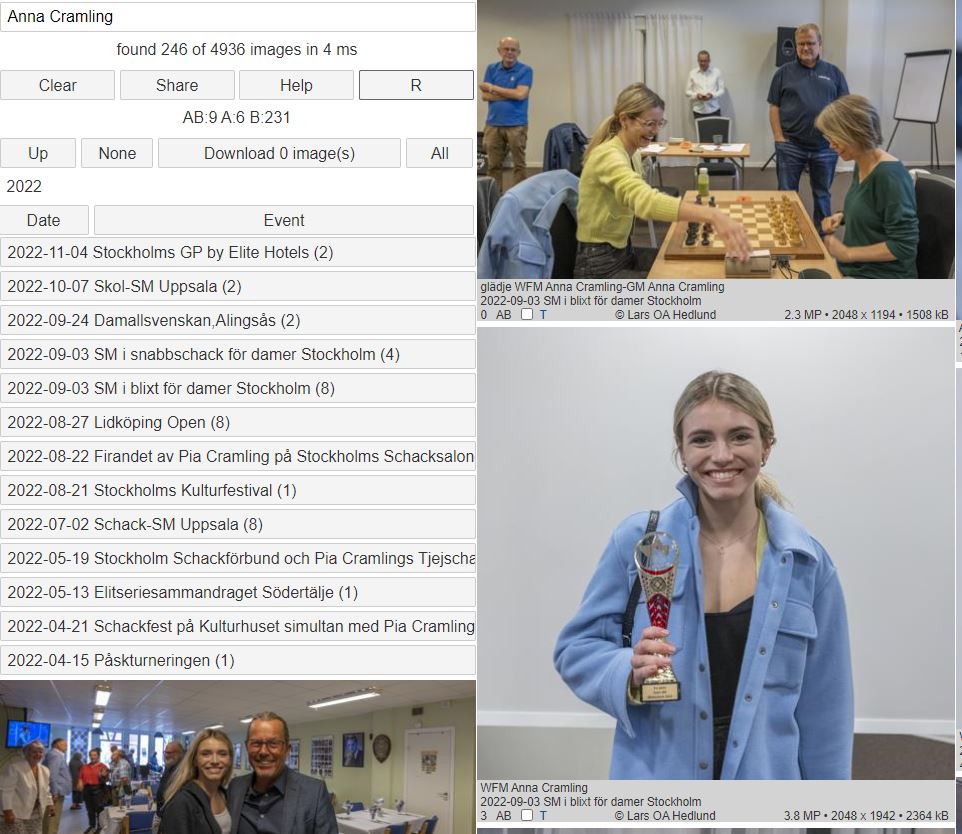 Anna Cramling
found 246 of 4936 images in 4 ms
Clear
Share
Help
R
AB:9 A:6 B:231
Up
None
Download 0 image(s)
All
2022
Date
Event
2022-11-04 Stockholms GP by Elite Hotels (2)
2022-10-07 Skol-SM Uppsala (2)
2022-09-24 Damallsvenskan,Alingsås (2)
2022-09-03 SM i snabbschack för damer Stockholm (4)
2022-09-03 SM i blixt för damer Stockholm (8)
2022-08-27 Lidköping Open (8)
2022-08-22 Firandet av Pia Cramling på Stockholms Schacksalon
2022-08-21 Stockholms Kulturfestival (1)
2022-07-02 Schack-SM Uppsala (8)
2022-05-19 Stockholm Schackförbund och Pia Cramlings Tjejscha
2022-05-13 Elitseriesammandraget Södertälje (1)
2022-04-21 Schackfest på Kulturhuset simultan med Pia Cramling
2022-04-15 Påskturneringen (1)
glädje WFM Anna Cramling-GM Anna Cramling
2022-09-03 SM i blixt för damer Stockholm
0 AB T © Lars OA Hedlund 2.3 MP • 2048 x 1194 • 1508 kB
WFM Anna Cramling
2022-09-03 SM i blixt för damer Stockholm
3 AB T © Lars OA Hedlund 3.8 MP • 2048 x 1942 • 2364 kB